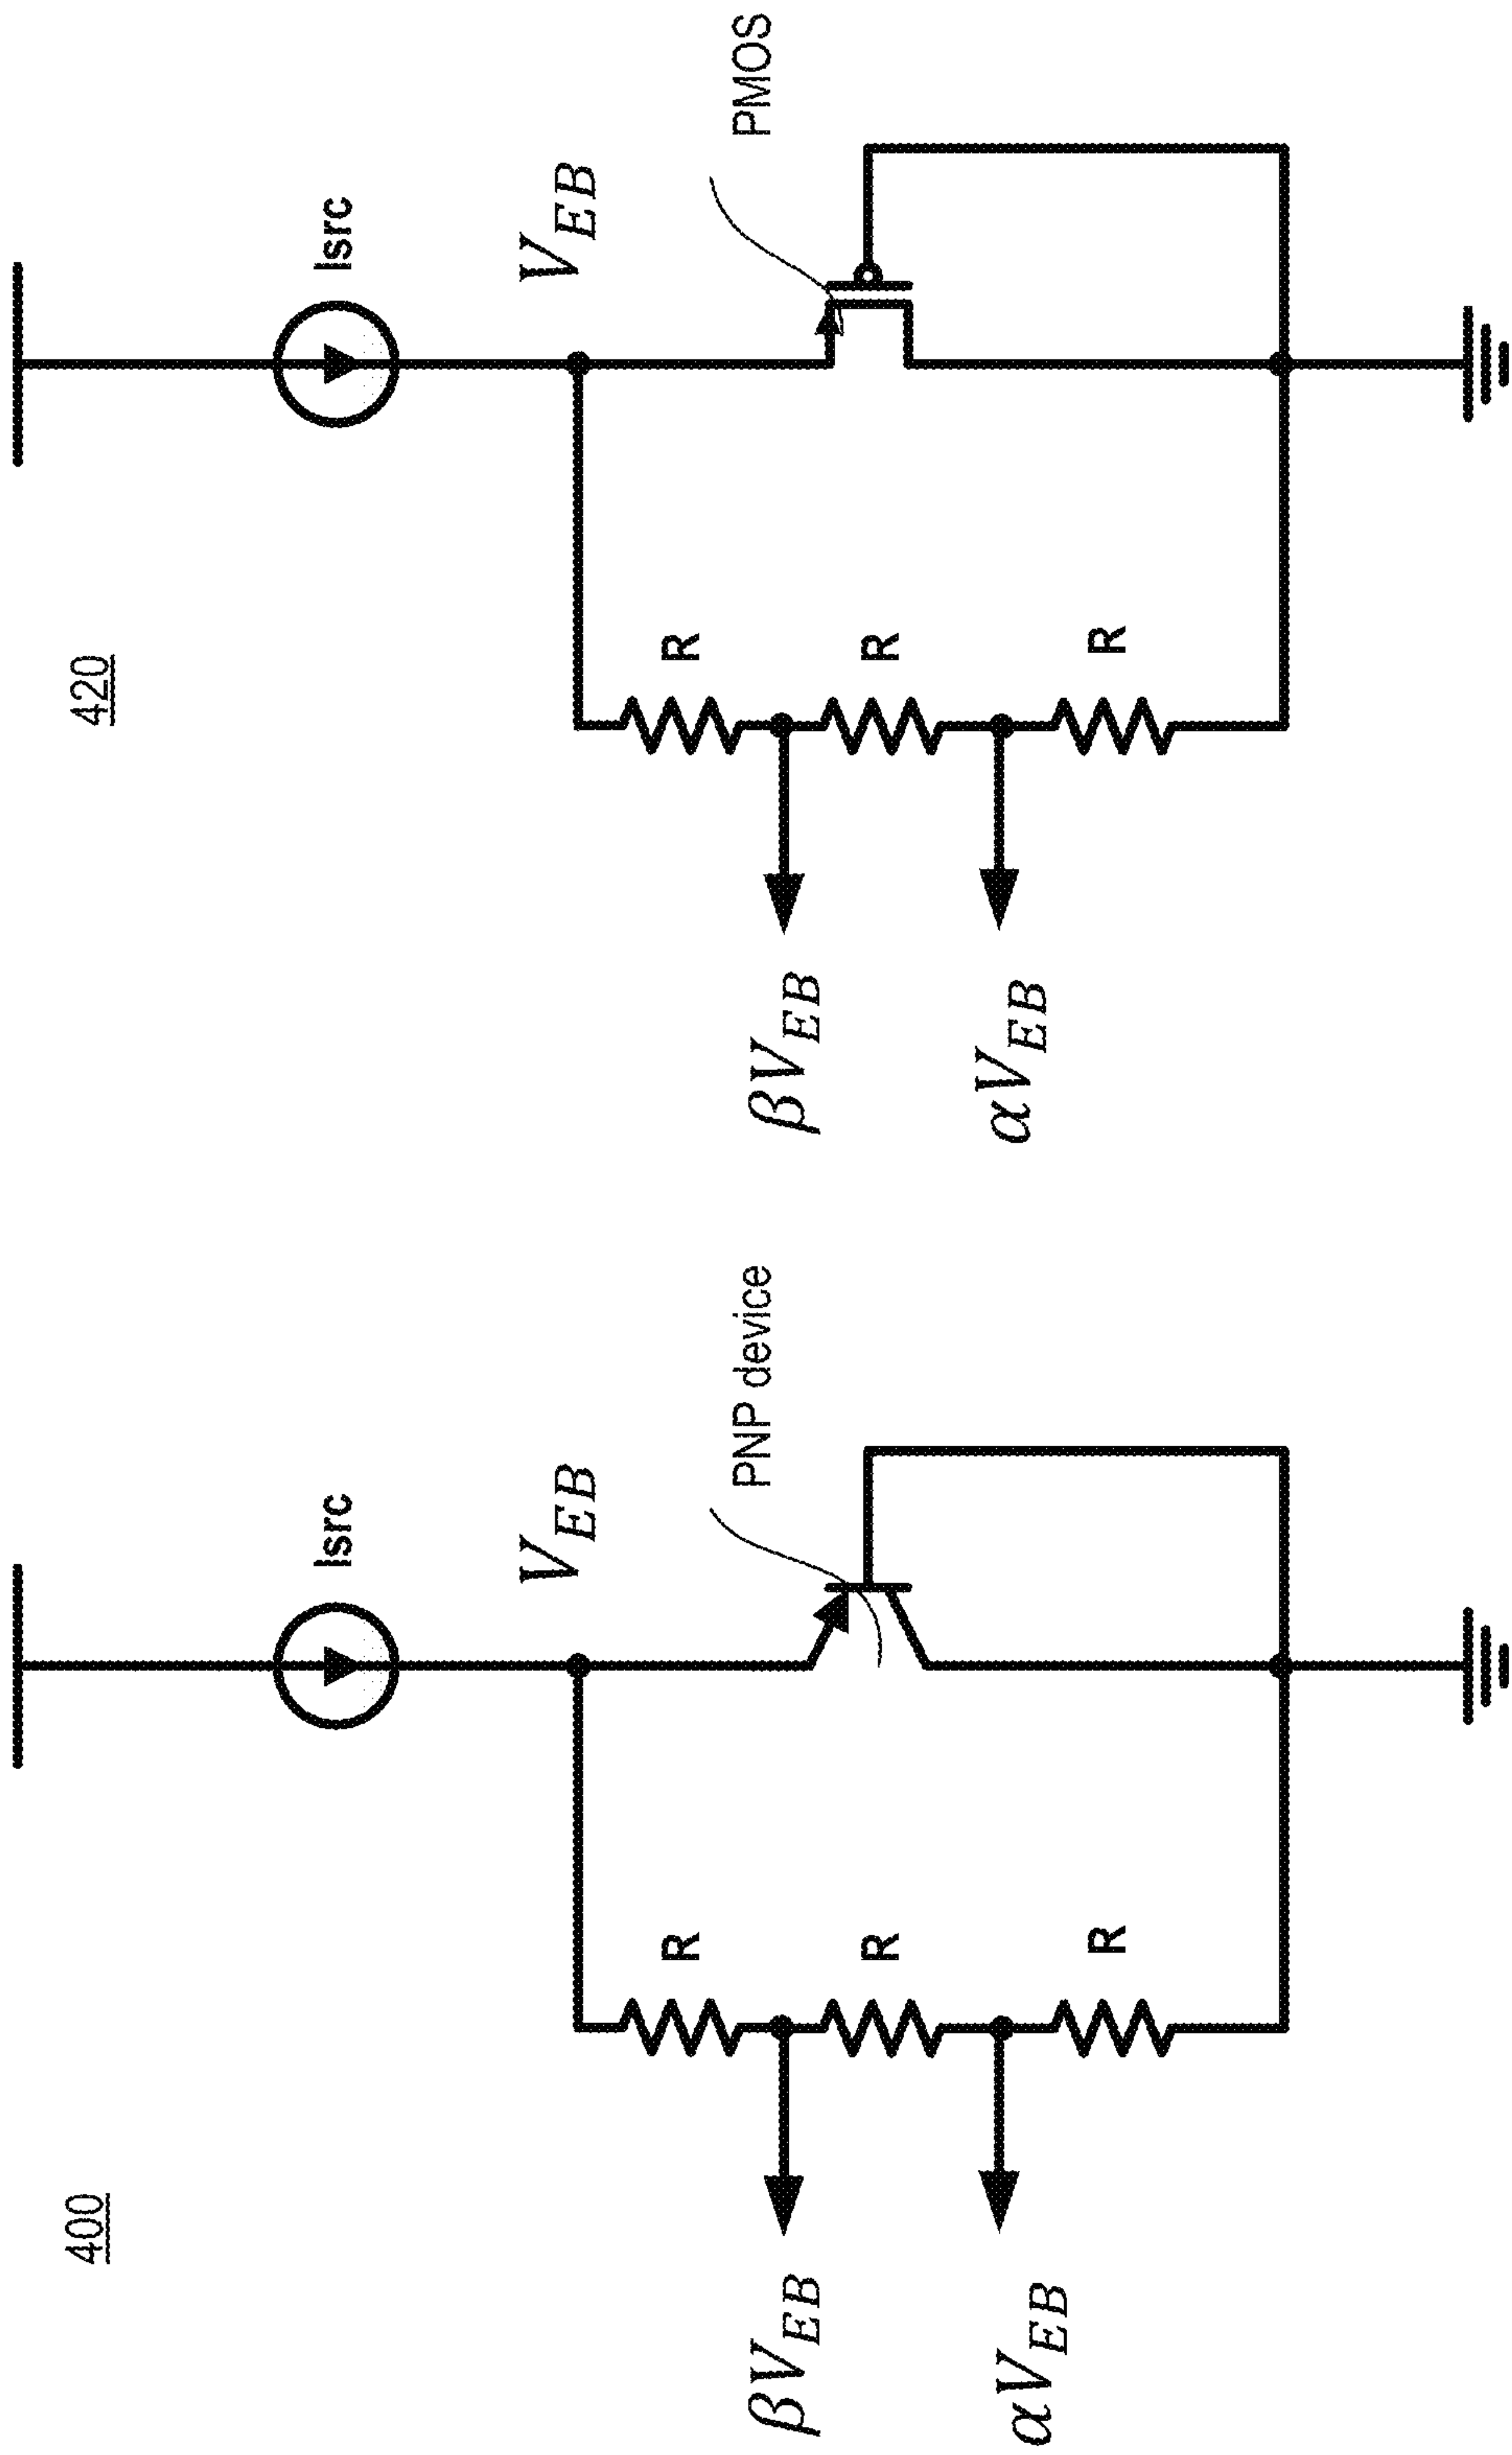 400
Isrc
V_EB
R
PNP device
βV_EB
R
αV_EB
R
420
Isrc
V_EB
R
PMOS
βV_EB
R
αV_EB
R